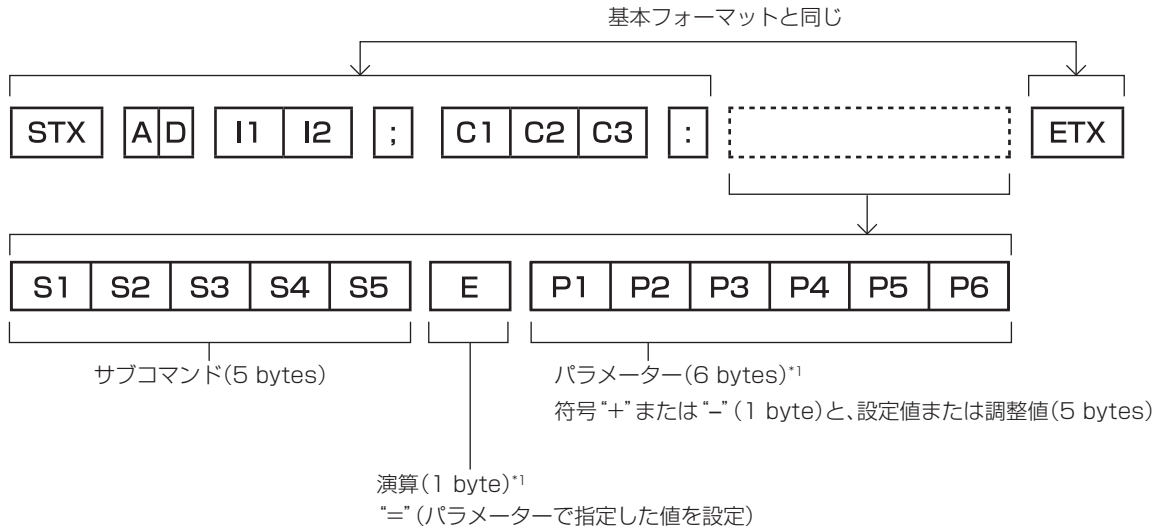 基本フォーマットと同じ
STX A D I1 I2 ; C1 C2 C3 : ETX
S1 S2 S3 S4 S5 E P1 P2 P3 P4 P5 P6
サブコマンド(5 bytes)
パラメーター(6 bytes)*1
符号“+”または“–”(1 byte)と、設定値または調整値(5 bytes)
演算(1 byte)*1
“=”(パラメーターで指定した値を設定)